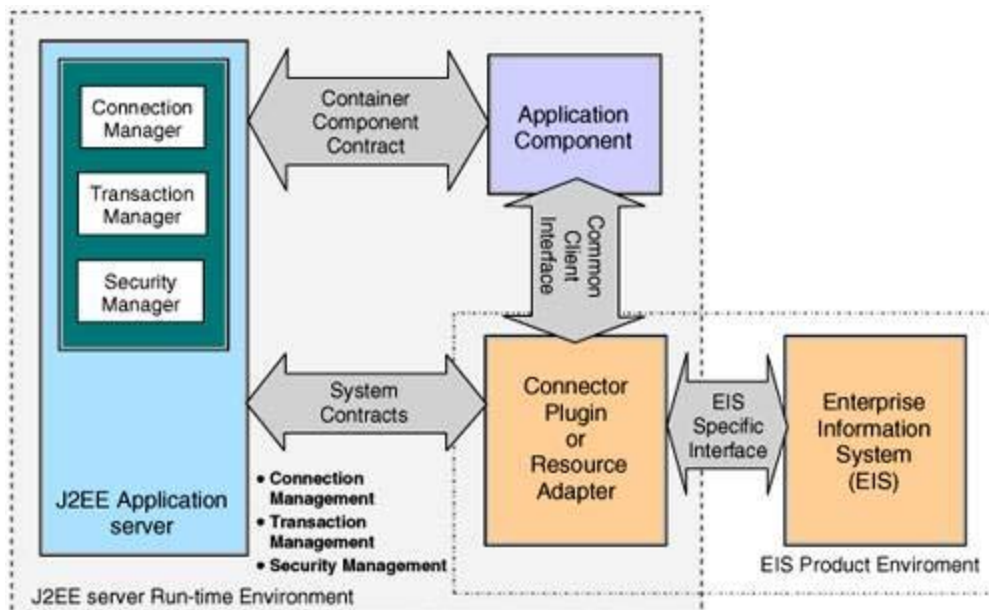 Connection
Manager
Transaction
Manager
Security
Manager
J2EE Application
server
Container
Component
Contract
Application
Component
Common
Client
Interface
System
Contracts
• Connection
Management
• Transaction
Management
• Security Management
Connector
Plugin
or
Resource
Adapter
EIS
Specific
Interface
Enterprise
Information
System
(EIS)
EIS Product Enviroment
J2EE server Run-time Environment